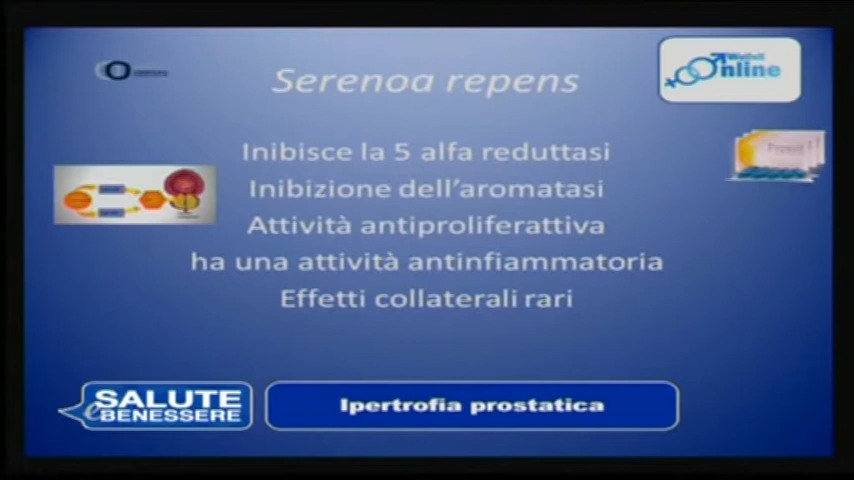 Serenoa repens
nline
Inibisce la 5 alfa reduttasi
Inibizione dell'aromatasi
Attività antiproliferattiva
ha una attività antinfiammatoria
Effetti collaterali rari
SALUTE
e BENESSERE
Ipertrofia prostatica